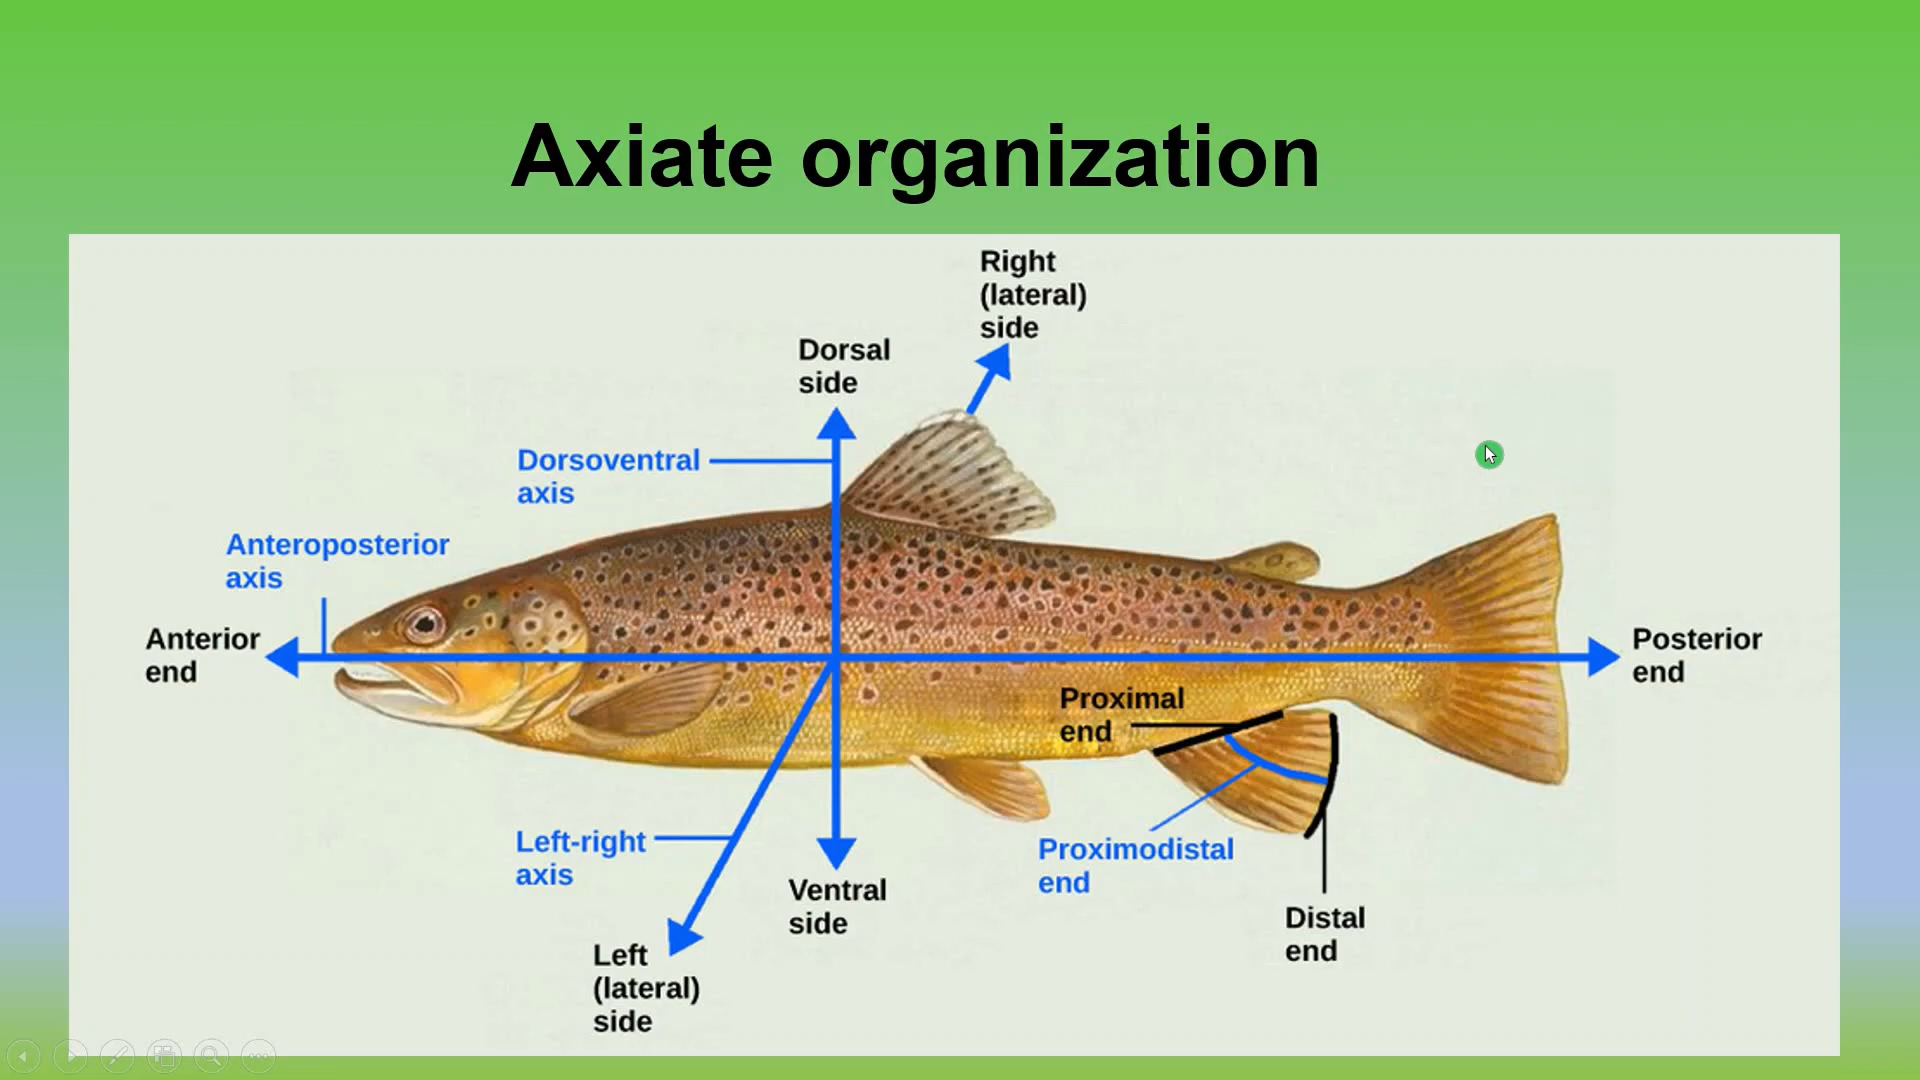 Axiate organization
Right
(lateral)
side
Dorsal
side
Dorsoventral
axis
Anteroposterior
axis
Anterior
end
Posterior
end
Proximal
end
Left-right
axis
Proximodistal
end
Ventral
side
Distal
end
Left
(lateral)
side